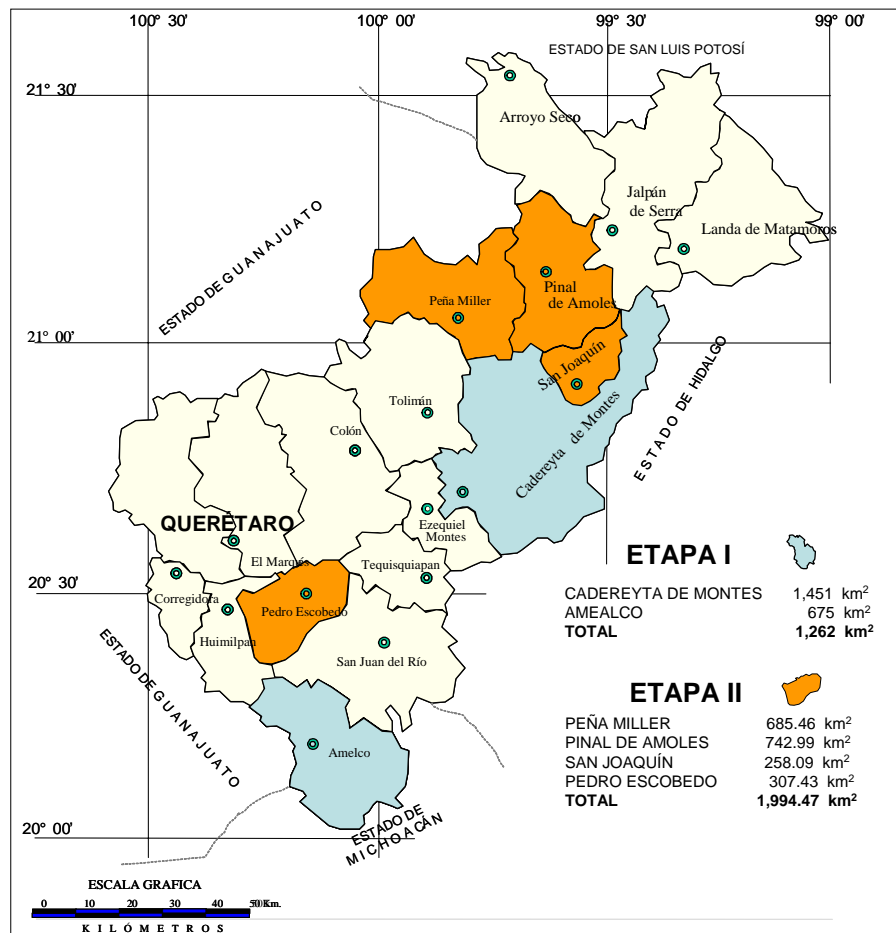 100° 30' 100° 00' 99° 30' 99° 00'
ESTADO DE SAN LUIS POTOSÍ
21° 30'
Arroyo Seco
Jalpán
de Serra
Landa de Matamoros
ESTADO DE GUANAJUATO
Pinal
de Amoles
Peña Miller
21° 00'
San Joaquín
ESTADO DE HIDALGO
Tolimán
Cadereyta de Montes
Colón
QUERÉTARO
Ezequiel
Montes
El Marqués
Tequisquiapan
20° 30'
Corregidora
Pedro Escobedo
Huimilpan
San Juan del Río
ESTADO DE GUANAJUATO
Amelco
20° 00'
ESTADO DE
MICHOACÁN
ETAPA I
CADEREYTA DE MONTES 1,451 km²
AMEALCO 675 km²
TOTAL 1,262 km²
ETAPA II
PEÑA MILLER 685.46 km²
PINAL DE AMOLES 742.99 km²
SAN JOAQUÍN 258.09 km²
PEDRO ESCOBEDO 307.43 km²
TOTAL 1,994.47 km²
ESCALA GRAFICA
0 10 20 30 40 50 Km.
KILÓMETROS